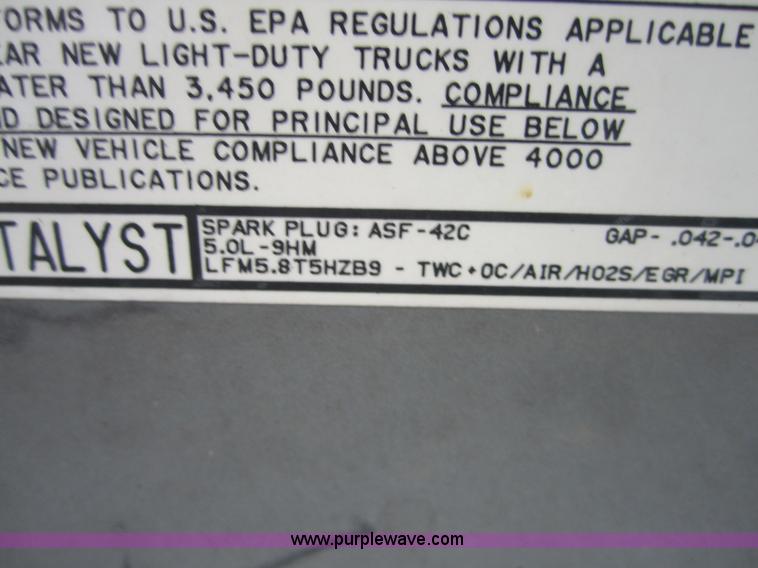 ORMS TO U.S. EPA REGULATIONS APPLICABLE
EAR NEW LIGHT-DUTY TRUCKS WITH A
ATER THAN 3,450 POUNDS. COMPLIANCE
D DESIGNED FOR PRINCIPAL USE BELOW
NEW VEHICLE COMPLIANCE ABOVE 4000
CE PUBLICATIONS.
TALYST
SPARK PLUG: ASF-42C GAP- .042-.0
5.0L-9HM
LFM5.8T5HZB9 - TWC+OC/AIR/HO2S/EGR/MPI
www.purplewave.com